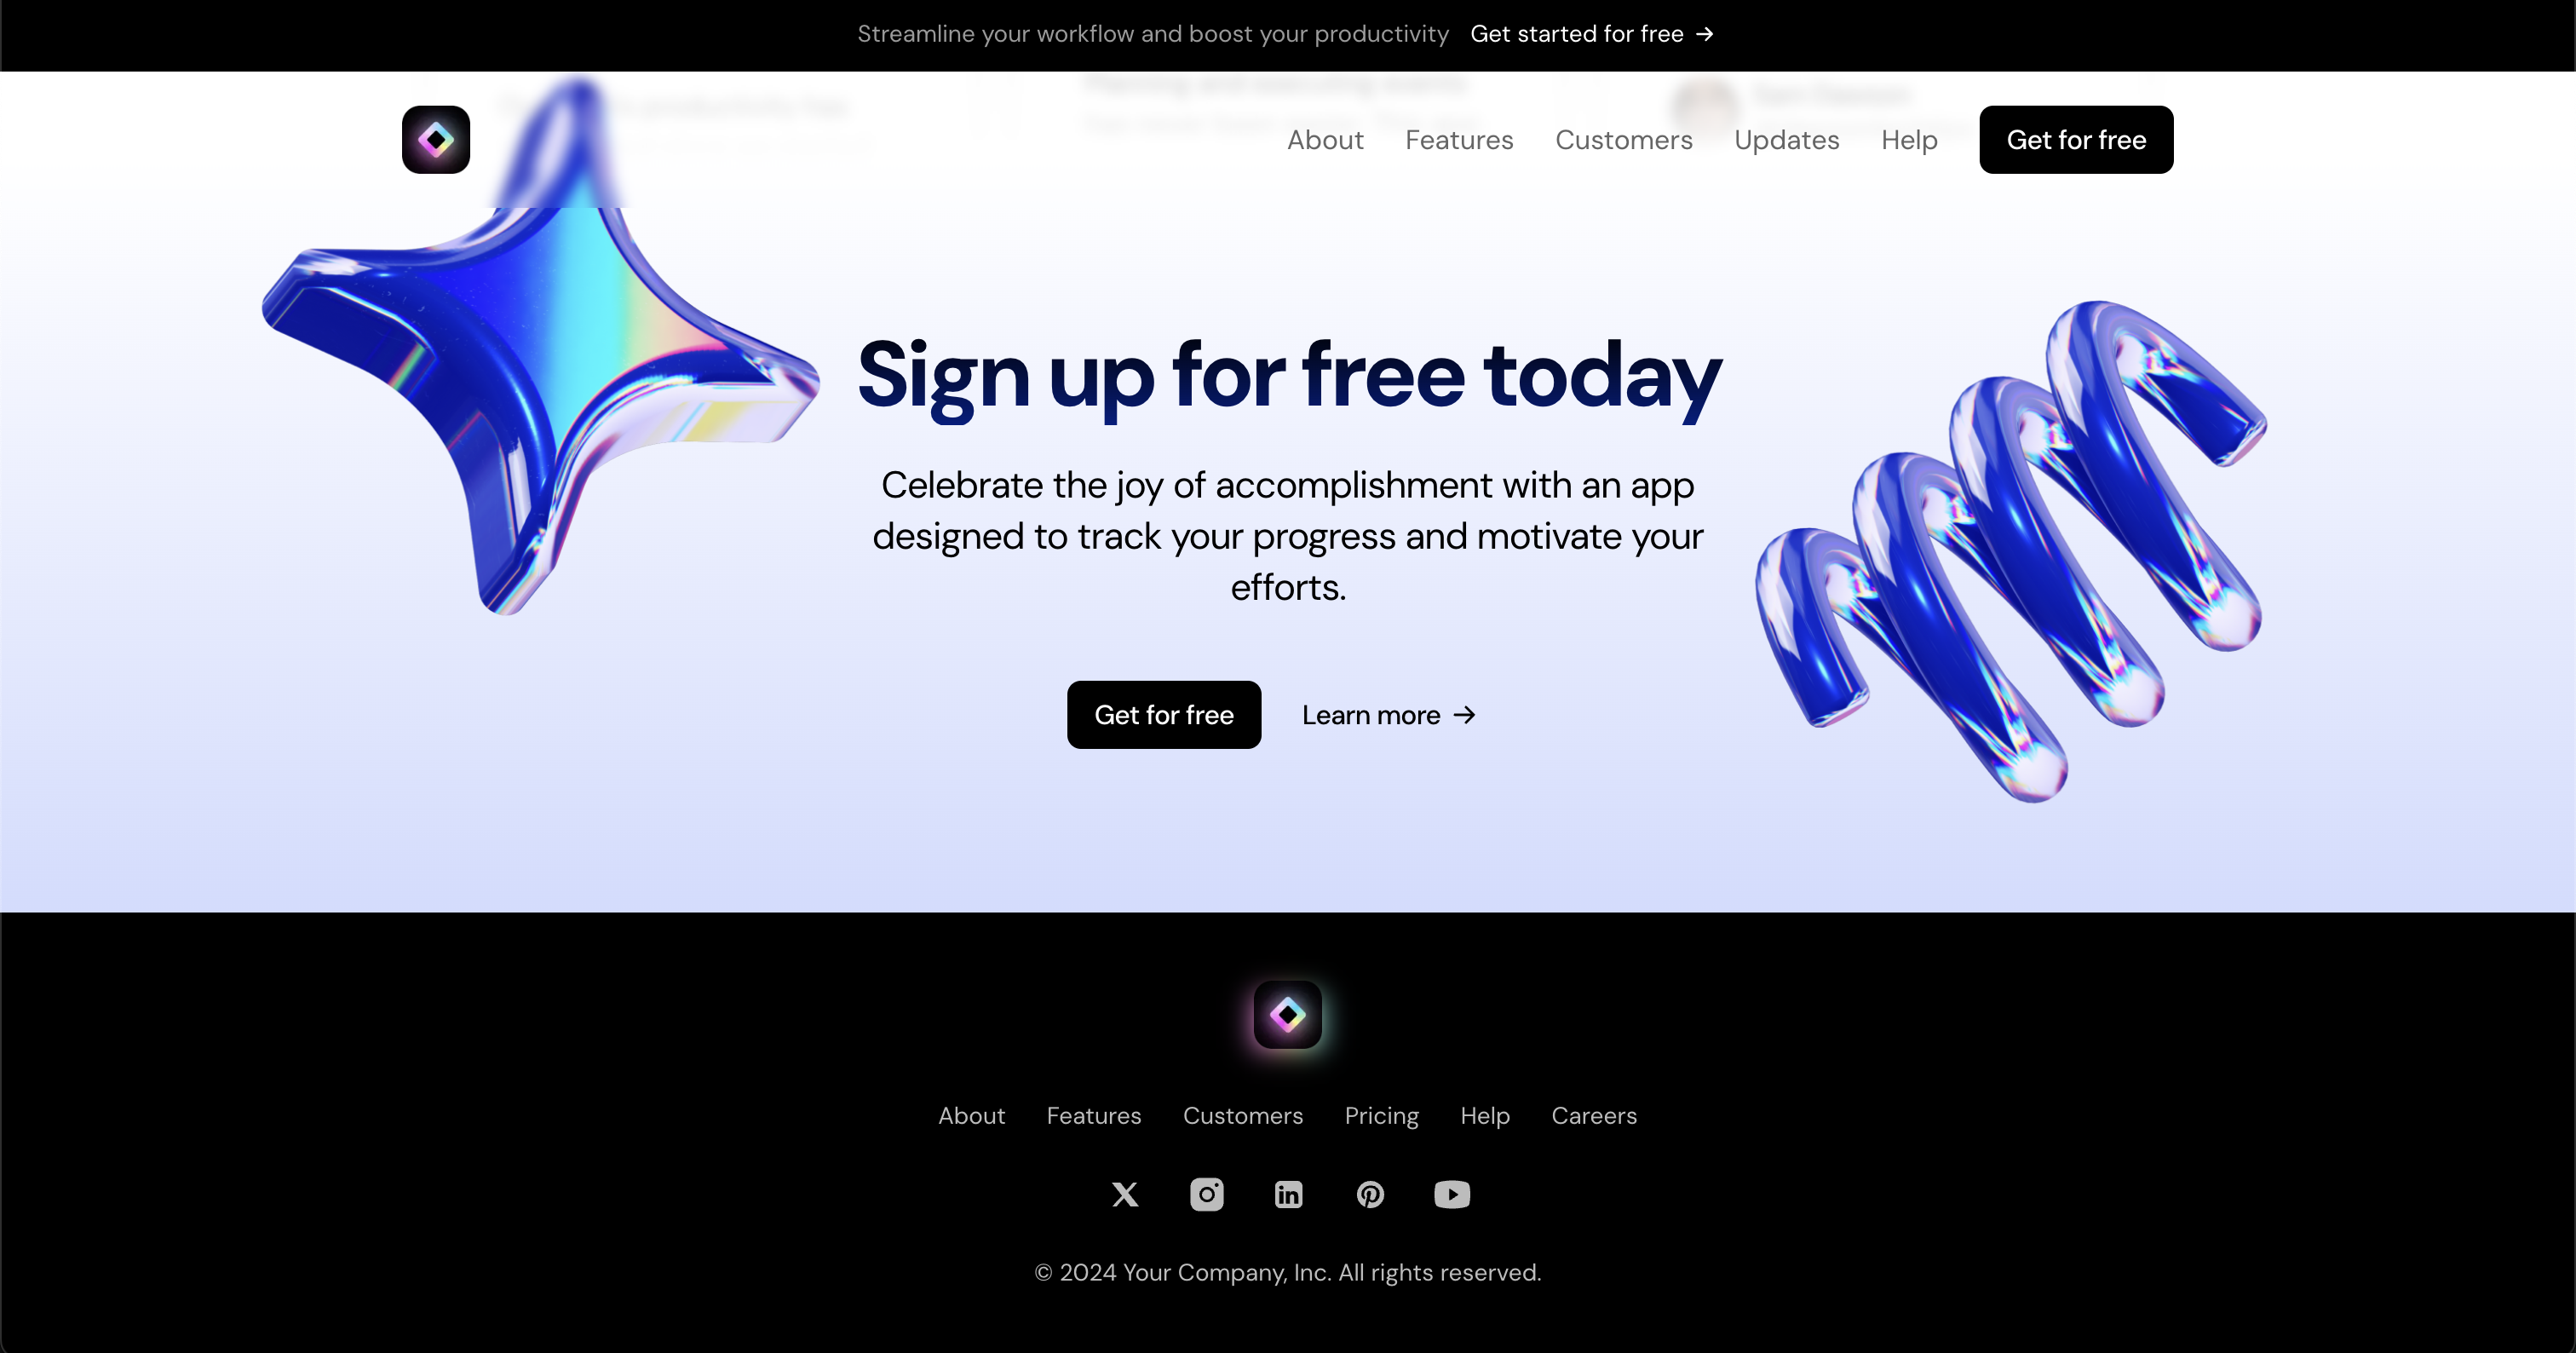 Streamline your workflow and boost your productivity Get started for free →
About Features Customers Updates Help Get for free
Sign up for free today
Celebrate the joy of accomplishment with an app
designed to track your progress and motivate your
efforts.
Get for free Learn more →
About Features Customers Pricing Help Careers
© 2024 Your Company, Inc. All rights reserved.